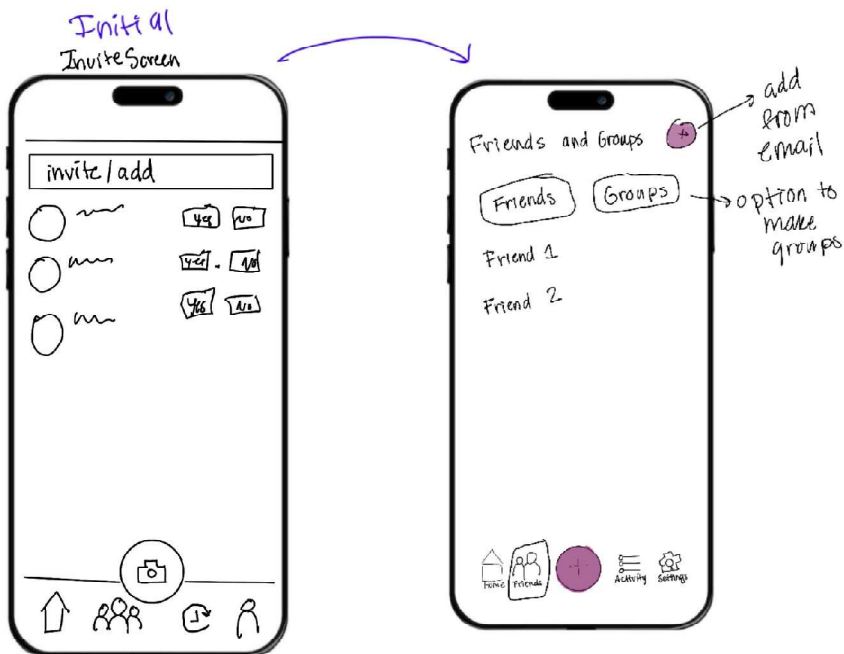 Initial
Invite Screen
invite/add
yes no
yes no
yes no
Friends and Groups +
add
from
email
Friends Groups
option to
make
groups
Friend 1
Friend 2
Home Friends + Activity Settings